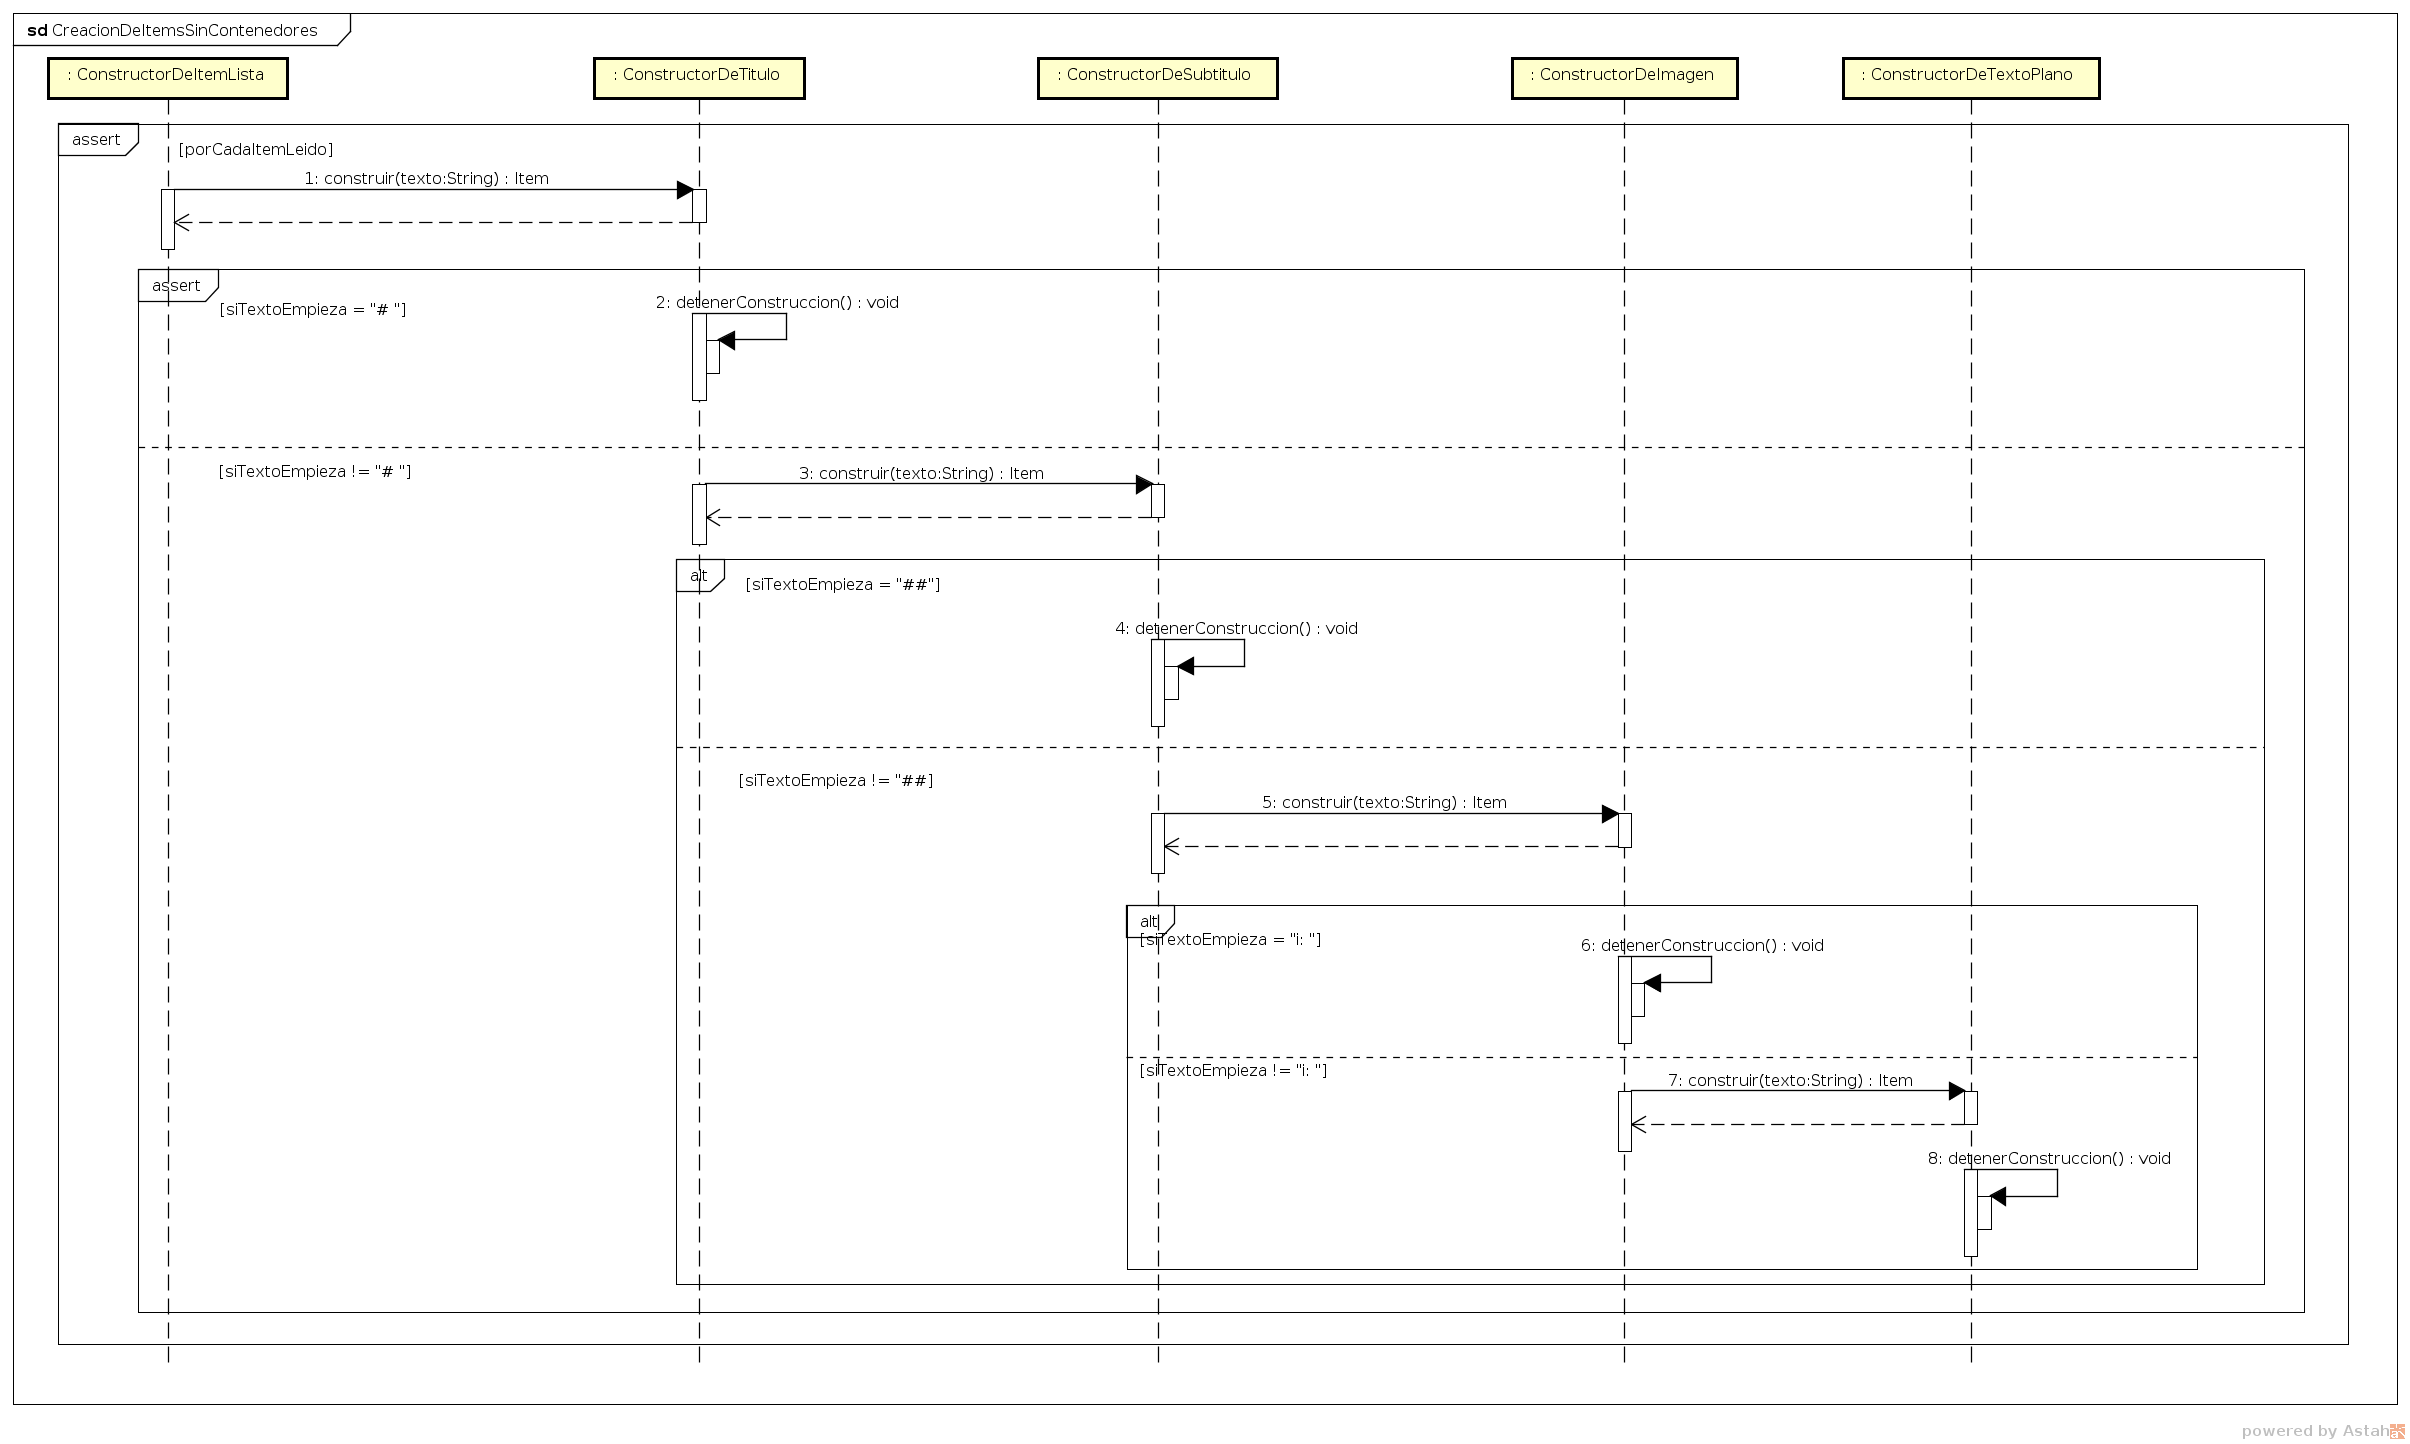 sd CreacionDeItemsSinContenedores
: ConstructorDeItemLista
: ConstructorDeTitulo
: ConstructorDeSubtitulo
: ConstructorDeImagen
: ConstructorDeTextoPlano
assert
[porCadaItemLeido]
1: construir(texto:String) : Item
assert
[siTextoEmpieza = "# "]
2: detenerConstruccion() : void
[siTextoEmpieza != "# "]
3: construir(texto:String) : Item
alt
[siTextoEmpieza = "##"]
4: detenerConstruccion() : void
[siTextoEmpieza != "##]
5: construir(texto:String) : Item
alt
[siTextoEmpieza = "i: "]
6: detenerConstruccion() : void
[siTextoEmpieza != "i: "]
7: construir(texto:String) : Item
8: detenerConstruccion() : void
powered by Astah